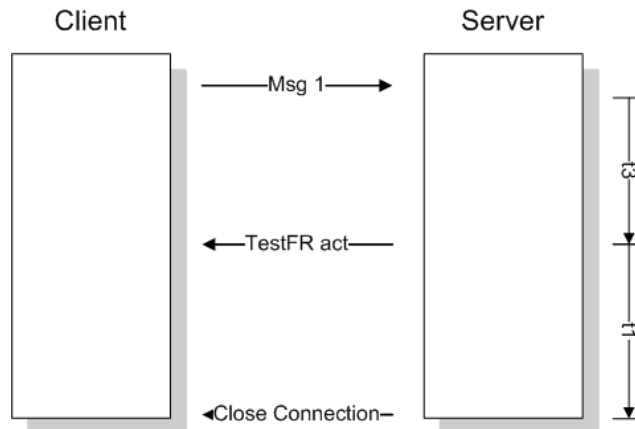 Client
Server
Msg 1
t3
TestFR act
t1
Close Connection